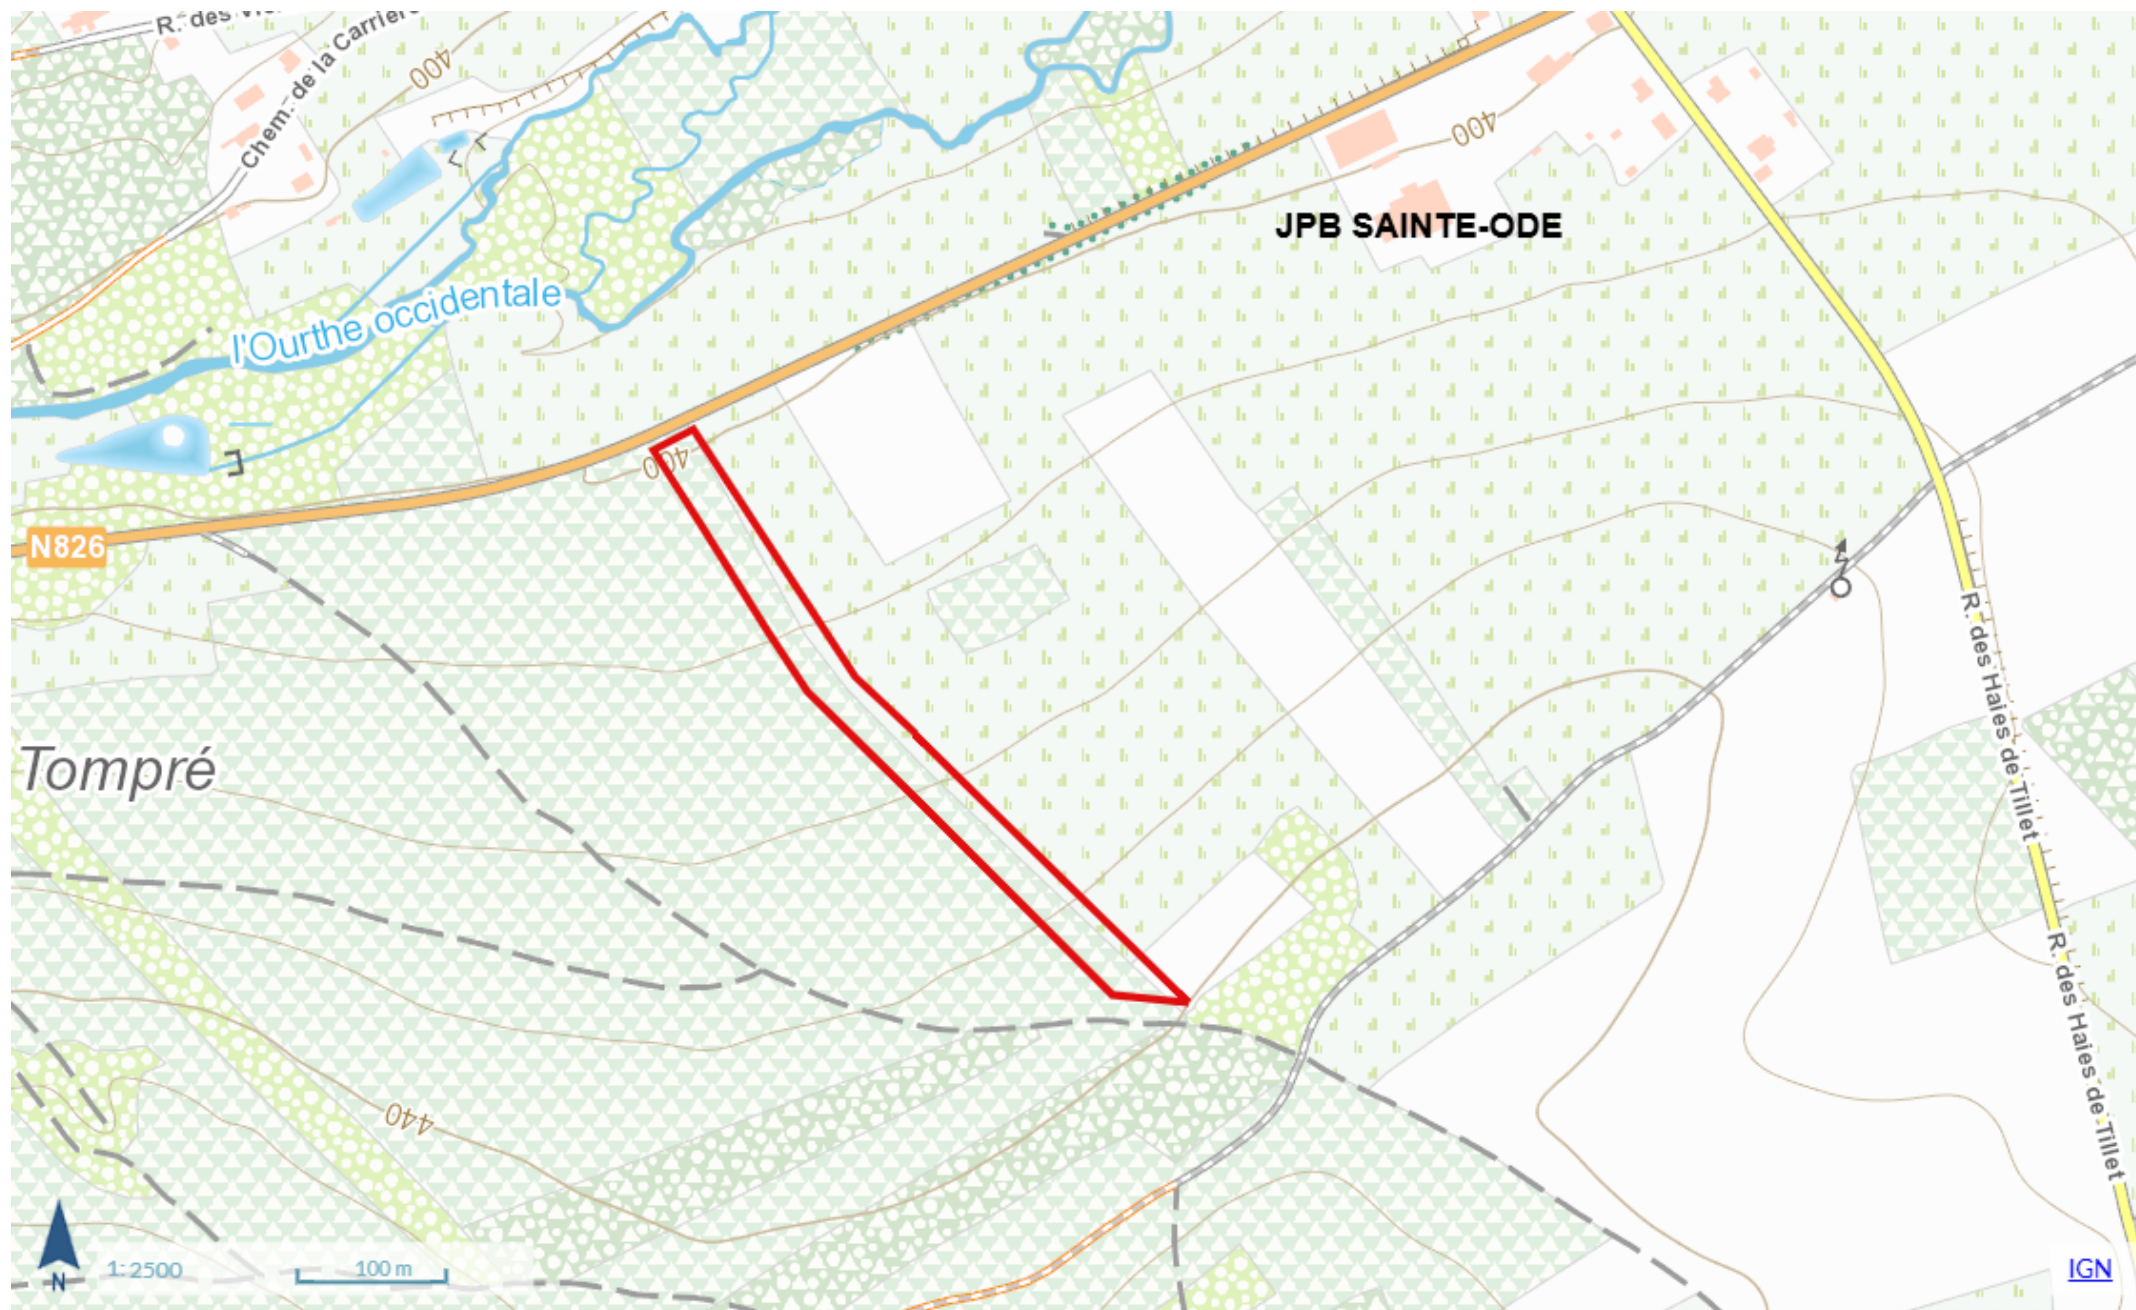 R. des
Chem. de la Carrière
400
400
JPB SAINTE-ODE
l'Ourthe occidentale
400
N826
R. des Haies de Tillet
Tompré
R. des Haies de Tillet
440
N
1:2500
100 m
IGN